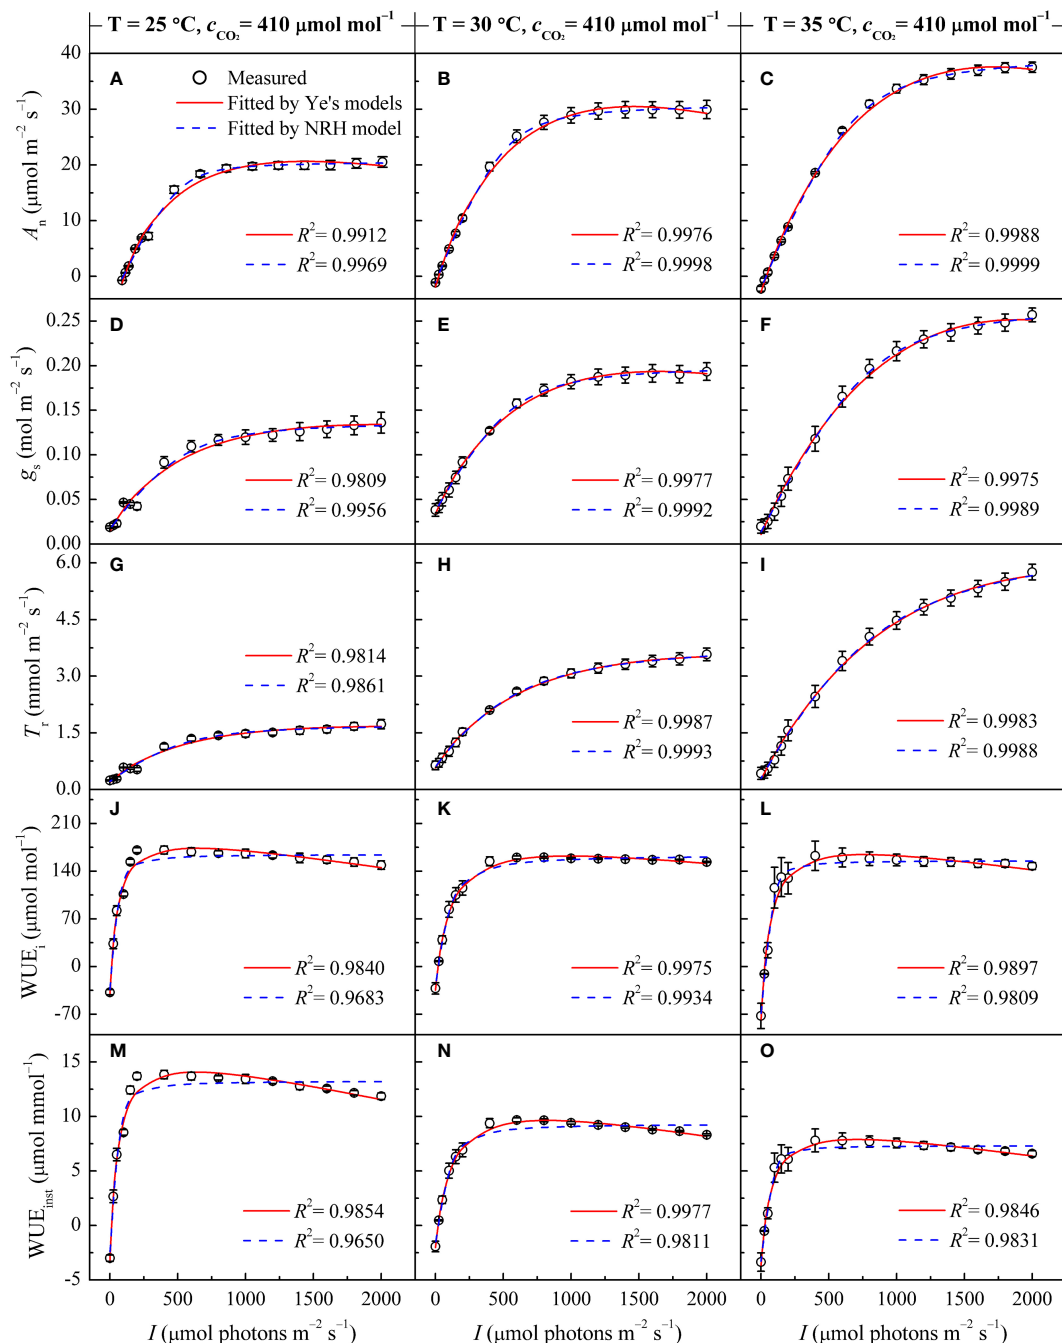 T = 25 °C, cCO₂ = 410 μmol mol⁻¹
T = 30 °C, cCO₂ = 410 μmol mol⁻¹
T = 35 °C, cCO₂ = 410 μmol mol⁻¹
A
Measured
Fitted by Ye's models
Fitted by NRH model
R² = 0.9912
R² = 0.9969
B
R² = 0.9976
R² = 0.9998
C
R² = 0.9988
R² = 0.9999
40
30
20
10
0
Aₙ (μmol m⁻² s⁻¹)
D
R² = 0.9809
R² = 0.9956
E
R² = 0.9977
R² = 0.9992
F
R² = 0.9975
R² = 0.9989
0.25
0.20
0.15
0.10
0.05
0.00
gₛ (mol m⁻² s⁻¹)
G
R² = 0.9814
R² = 0.9861
H
R² = 0.9987
R² = 0.9993
I
R² = 0.9983
R² = 0.9988
6.0
4.5
3.0
1.5
0.0
Tᵣ (mmol m⁻² s⁻¹)
J
R² = 0.9840
R² = 0.9683
K
R² = 0.9975
R² = 0.9934
L
R² = 0.9897
R² = 0.9809
210
140
70
0
-70
WUEᵢ (μmol mol⁻¹)
M
R² = 0.9854
R² = 0.9650
N
R² = 0.9977
R² = 0.9811
O
R² = 0.9846
R² = 0.9831
15
10
5
0
-5
WUEinst (μmol mmol⁻¹)
0 500 1000 1500 2000
0 500 1000 1500 2000
0 500 1000 1500 2000
I (μmol photons m⁻² s⁻¹)
I (μmol photons m⁻² s⁻¹)
I (μmol photons m⁻² s⁻¹)